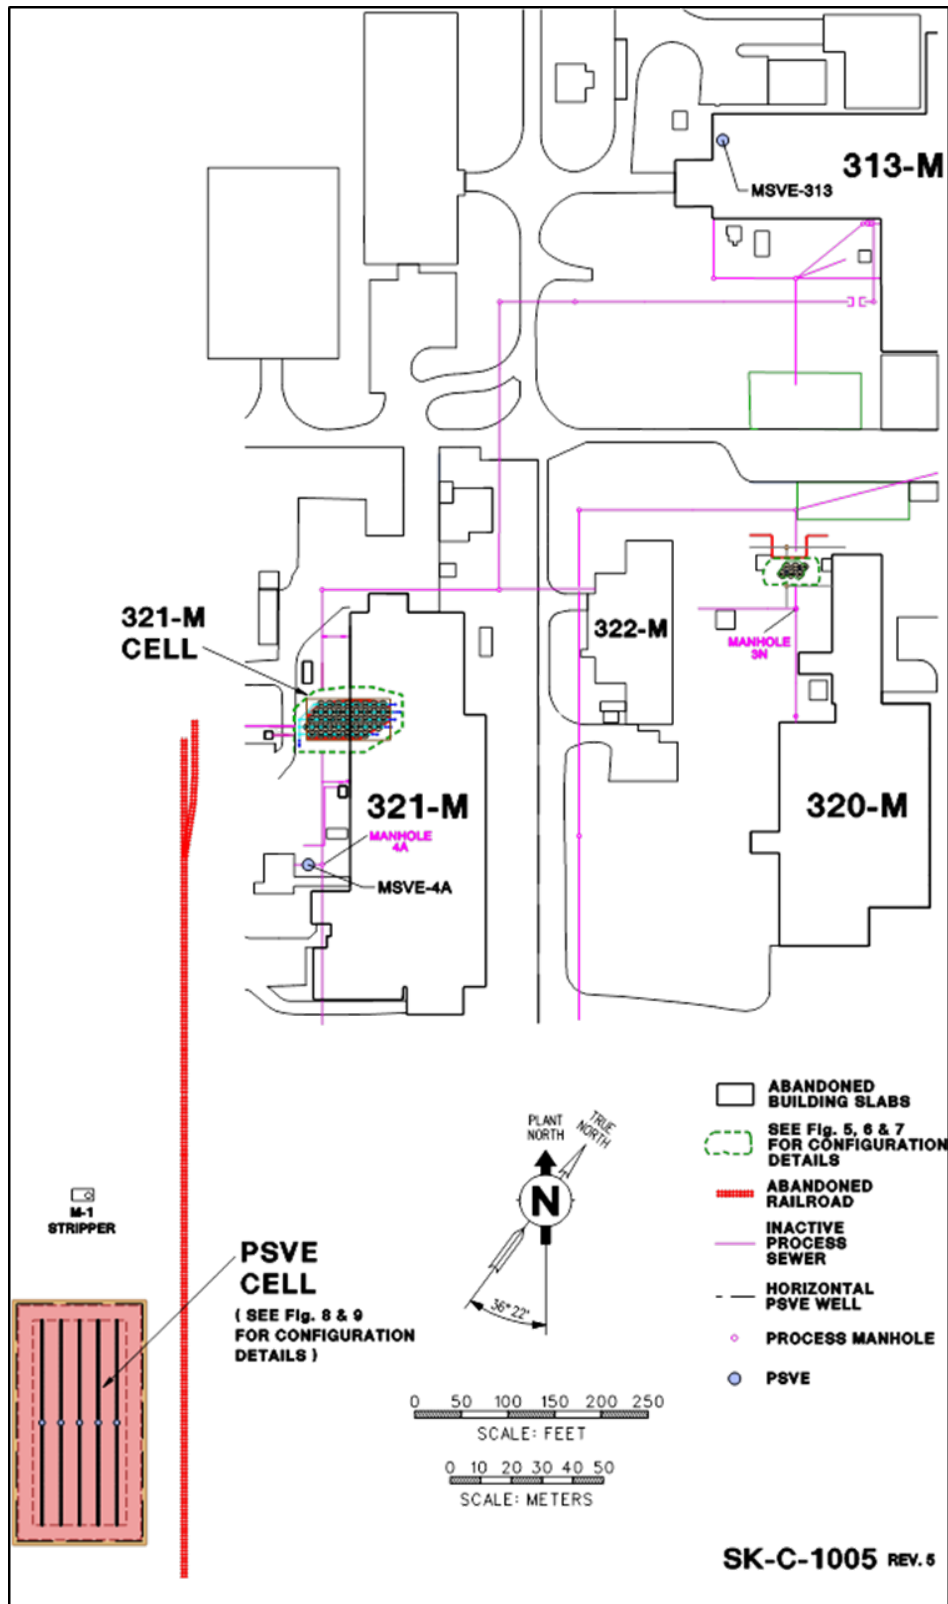 313-M
MSVE-313
321-M
CELL
322-M
MANHOLE
3N
321-M
320-M
MANHOLE
4A
MSVE-4A
ABANDONED
BUILDING SLABS
PLANT
NORTH
TRUE
NORTH
SEE Fig. 5, 6 & 7
FOR CONFIGURATION
DETAILS
ABANDONED
RAILROAD
N
M-1
STRIPPER
INACTIVE
PROCESS
SEWER
PSVE
CELL
( SEE Fig. 8 & 9
FOR CONFIGURATION
DETAILS )
36°22'
HORIZONTAL
PSVE WELL
PROCESS MANHOLE
PSVE
0 50 100 150 200 250
SCALE: FEET
0 10 20 30 40 50
SCALE: METERS
SK-C-1005 REV. 5